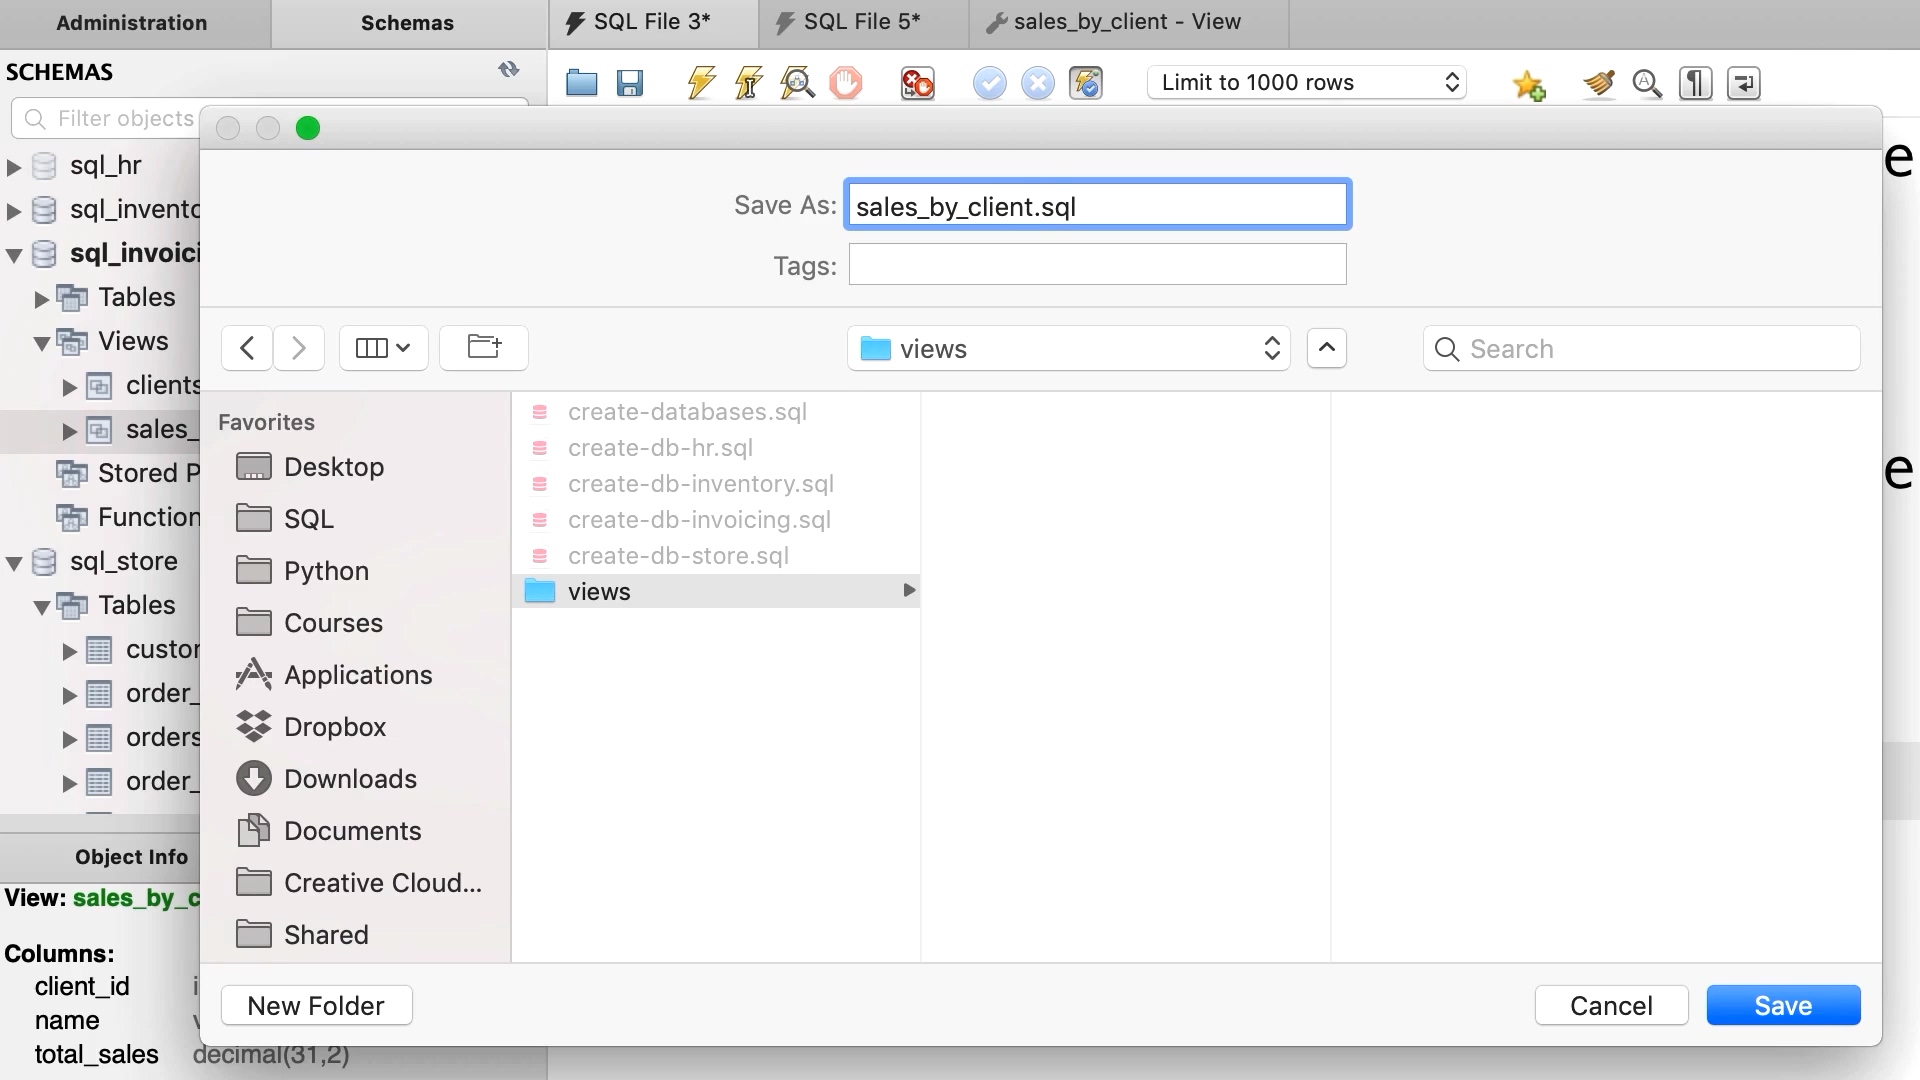 Administration
Schemas
SQL File 3*
SQL File 5*
sales_by_client - View
SCHEMAS
Limit to 1000 rows
Filter objects
sql_hr
sql_invento
sql_invoici
Tables
Views
clients
sales_
Stored P
Function
sql_store
Tables
custor
order_
orders
order_
Object Info
View: sales_by_c
Columns:
client_id i
name v
total_sales decimal(31,2)
Save As: sales_by_client.sql
Tags:
views
Search
Favorites
Desktop
SQL
Python
Courses
Applications
Dropbox
Downloads
Documents
Creative Cloud...
Shared
create-databases.sql
create-db-hr.sql
create-db-inventory.sql
create-db-invoicing.sql
create-db-store.sql
views
New Folder
Cancel
Save
e
e